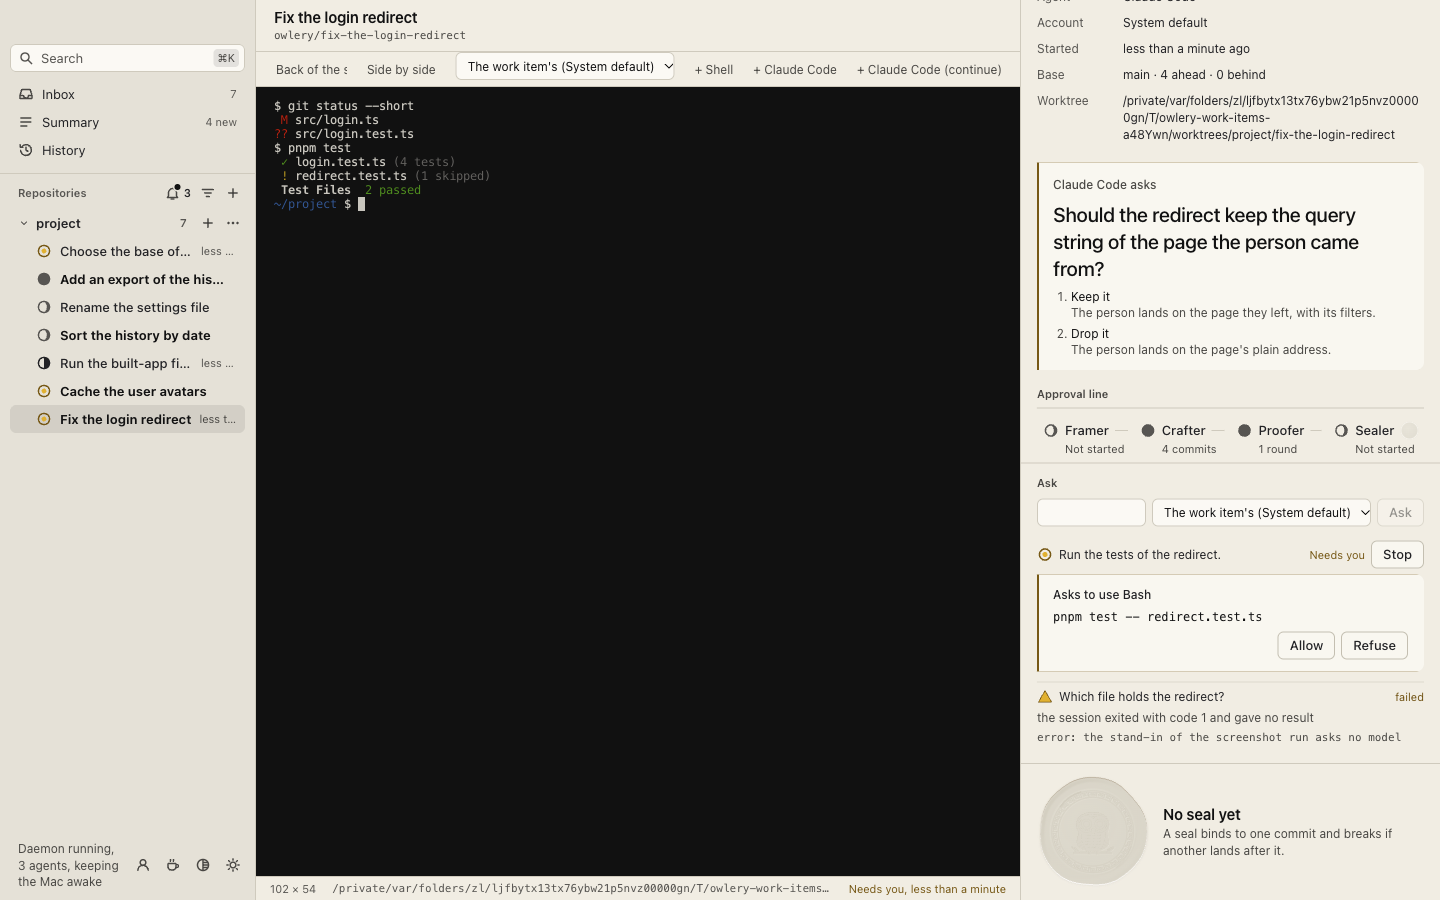 Search ⌘K
Inbox 7
Summary 4 new
History
Repositories 3
project 7
Choose the base of... less ...
Add an export of the his...
Rename the settings file
Sort the history by date
Run the built-app fi... less ...
Cache the user avatars
Fix the login redirect less t...
Daemon running,
3 agents, keeping
the Mac awake
Fix the login redirect
owlery/fix-the-login-redirect
Back of the s Side by side The work item's (System default) + Shell + Claude Code + Claude Code (continue)
$ git status --short
M src/login.ts
?? src/login.test.ts
$ pnpm test
✓ login.test.ts (4 tests)
! redirect.test.ts (1 skipped)
Test Files 2 passed
~/project $
102 × 54 /private/var/folders/zl/ljfbytx13tx76ybw21p5nvz00000gn/T/owlery-work-items… Needs you, less than a minute
Account System default
Started less than a minute ago
Base main · 4 ahead · 0 behind
Worktree /private/var/folders/zl/ljfbytx13tx76ybw21p5nvz0000
0gn/T/owlery-work-items-
a48Ywn/worktrees/project/fix-the-login-redirect
Claude Code asks
Should the redirect keep the query
string of the page the person came
from?
1. Keep it
The person lands on the page they left, with its filters.
2. Drop it
The person lands on the page's plain address.
Approval line
Framer Crafter Proofer Sealer
Not started 4 commits 1 round Not started
Ask
The work item's (System default) Ask
Run the tests of the redirect. Needs you Stop
Asks to use Bash
pnpm test -- redirect.test.ts
Allow Refuse
Which file holds the redirect? failed
the session exited with code 1 and gave no result
error: the stand-in of the screenshot run asks no model
No seal yet
A seal binds to one commit and breaks if
another lands after it.